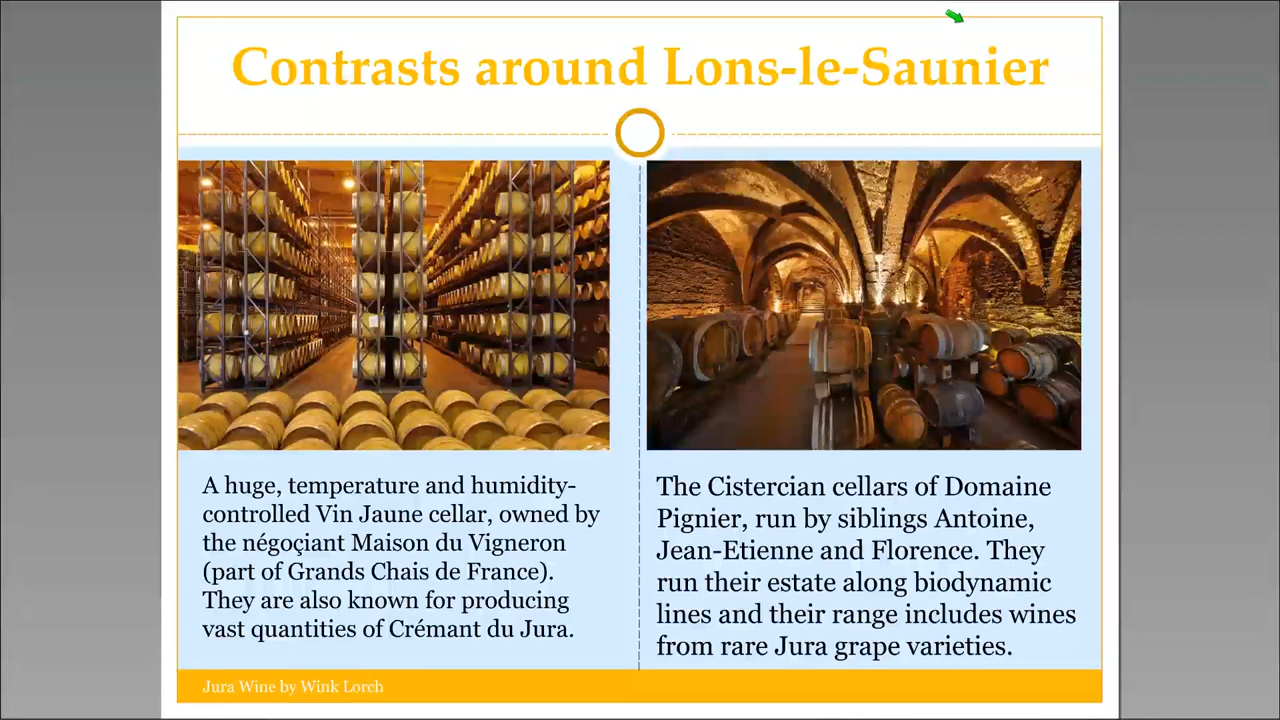 Contrasts around Lons-le-Saunier
A huge, temperature and humidity-
controlled Vin Jaune cellar, owned by
the négoçiant Maison du Vigneron
(part of Grands Chais de France).
They are also known for producing
vast quantities of Crémant du Jura.
The Cistercian cellars of Domaine
Pignier, run by siblings Antoine,
Jean-Etienne and Florence. They
run their estate along biodynamic
lines and their range includes wines
from rare Jura grape varieties.
Jura Wine by Wink Lorch